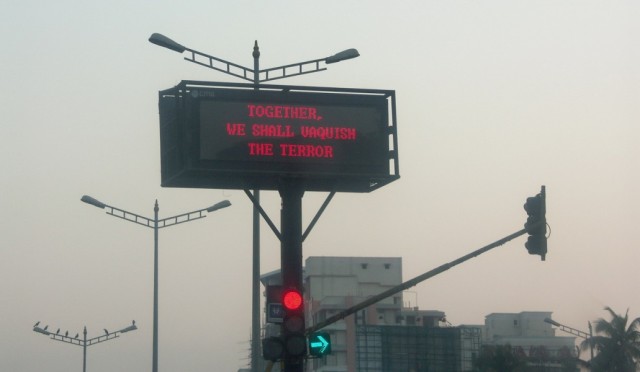 TOGETHER,
WE SHALL VAQUISH
THE TERROR